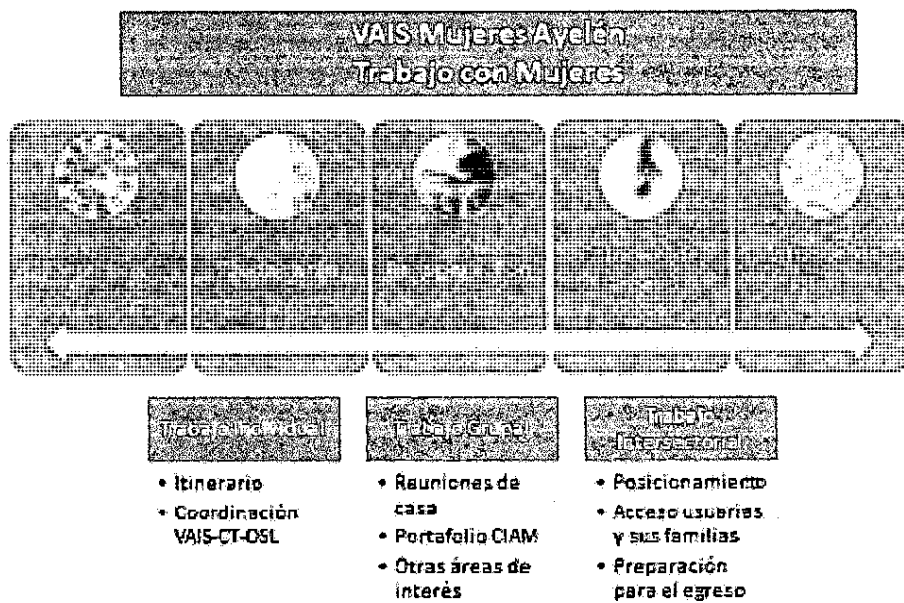 VAIS Mujeres Ayelén
Trabajo con Mujeres
Trabajo Individual
• Itinerario
• Coordinación
VAIS-CT-OSL
Trabajo Grupal
• Reuniones de
casa
• Portafolio CIAM
• Otras áreas de
interés
Trabajo
Intersectorial
• Posicionamiento
• Acceso usuarias
y sus familias
• Preparación
para el egreso